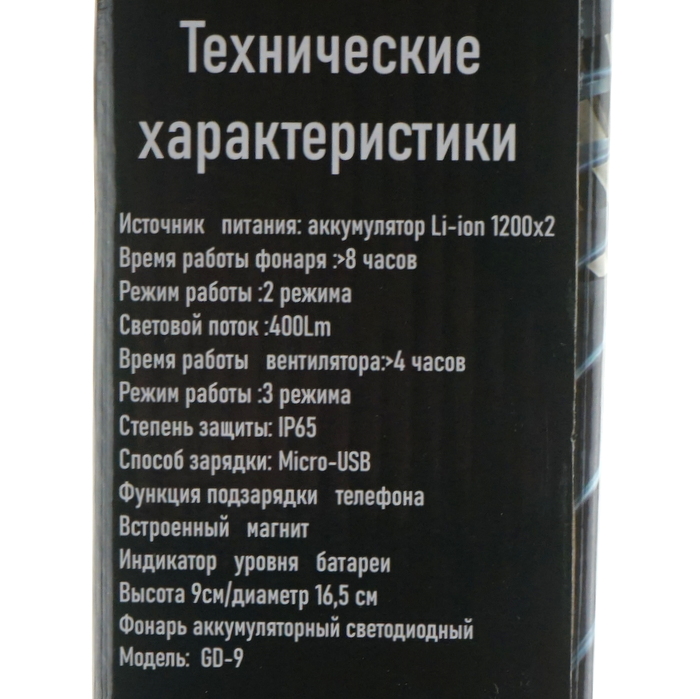 Технические
характеристики
Источник питания: аккумулятор Li-ion 1200x2
Время работы фонаря :>8 часов
Режим работы :2 режима
Световой поток :400Lm
Время работы вентилятора:>4 часов
Режим работы :3 режима
Степень защиты: IP65
Способ зарядки: Micro-USB
Функция подзарядки телефона
Встроенный магнит
Индикатор уровня батареи
Высота 9см/диаметр 16,5 см
Фонарь аккумуляторный светодиодный
Модель: GD-9